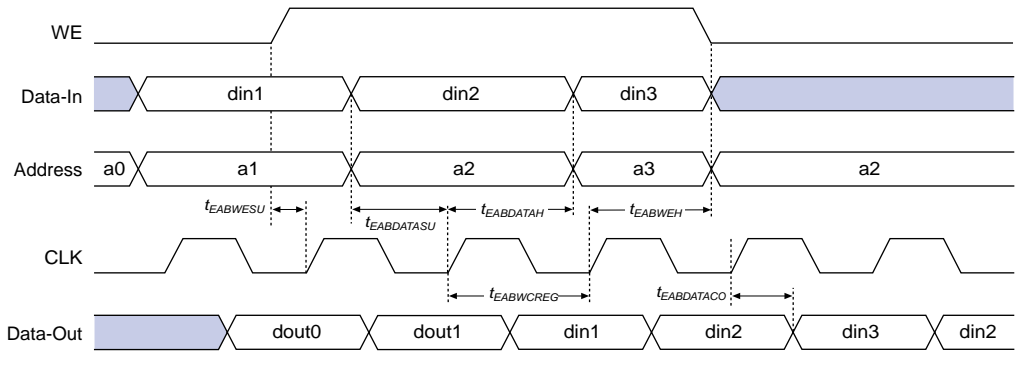 WE
Data-In din1 din2 din3
Address a0 a1 a2 a3 a2
tEABWESU tEABDATASU tEABDATAH tEABWEH
CLK
tEABWCREG tEABDATACO
Data-Out dout0 dout1 din1 din2 din3 din2